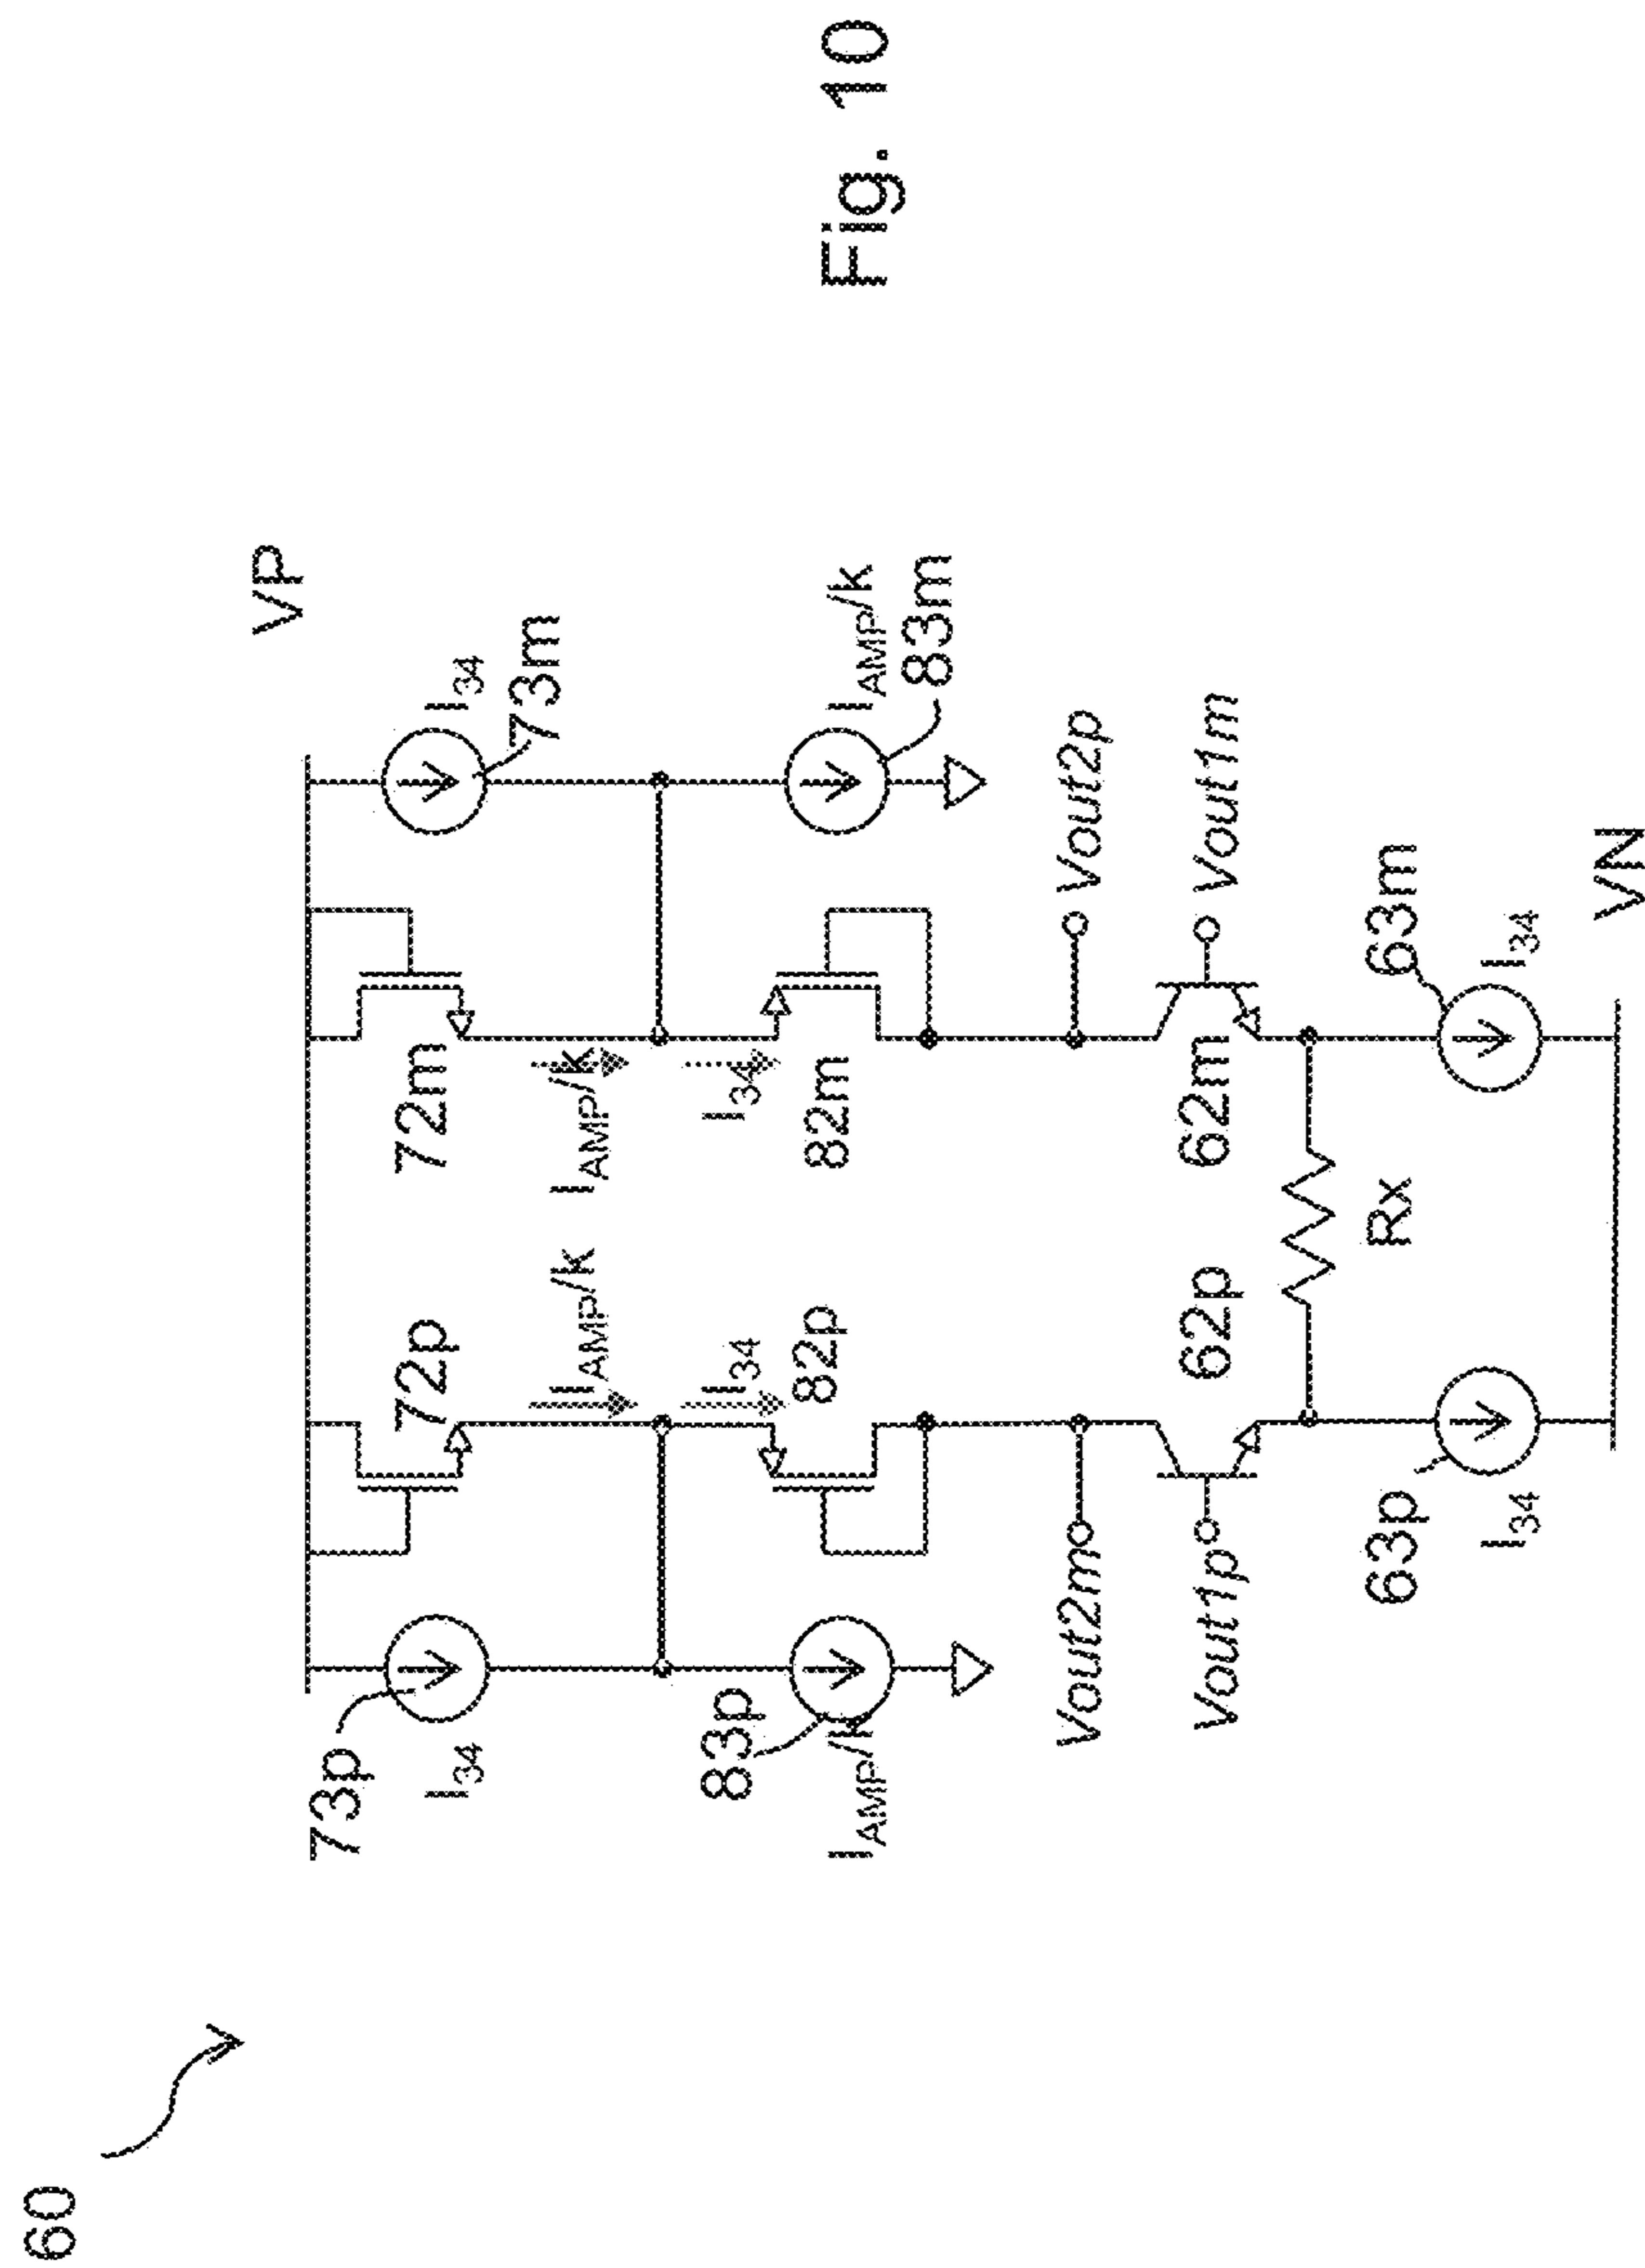 60
VP
73p
I34
72p
72m
I34
73m
IAMP/k
IAMP/k
I34
I34
83p
IAMP/k
82p
82m
IAMP/k
83m
Vout2m
Vout2p
Vout1p
62p
62m
Vout1m
63p
Rx
63m
I34
I34
VN
Fig. 10